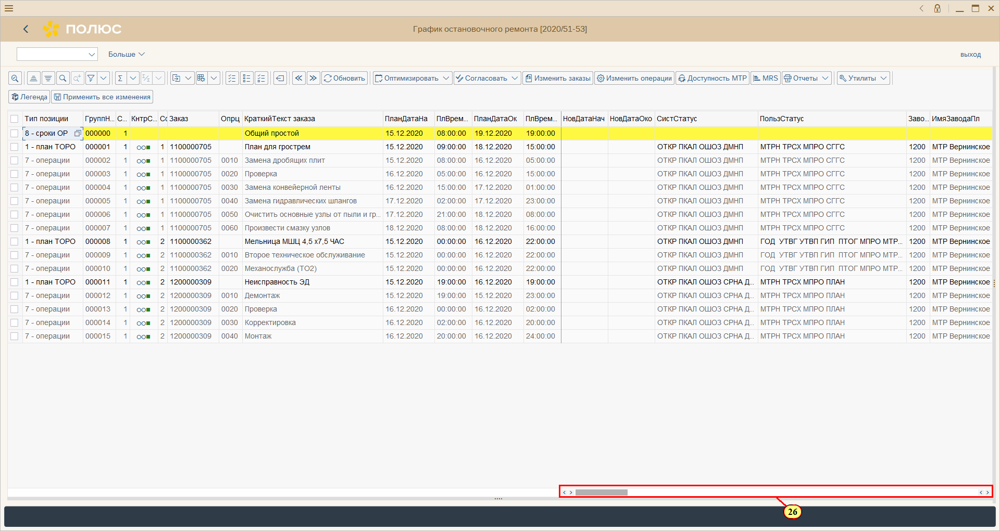 ПОЛЮС
График остановочного ремонта [2020/51-53]
Больше
выход
Обновить Оптимизировать Согласовать Изменить заказы Изменить операции Доступность МТР MRS Отчеты Утилиты
Легенда Применить все изменения
Тип позиции ГруппН... С... КнтрС... Сс Заказ Опрц КраткийТекст заказа ПланДатаНа ПлВрем... ПланДатаОк ПлВрем... НовДатаНач НовДатаОко СистСтатус ПользСтатус Заво... ИмяЗаводаПл
8 - сроки ОР 000000 1 Общий простой 15.12.2020 08:00:00 19.12.2020 19:00:00
1 - план ТОРО 000001 1 1 1100000705 План для грострем 15.12.2020 09:00:00 18.12.2020 15:00:00 ОТКР ПКАЛ ОШОЗ ДМНП МТРН ТРСХ МПРО СГГС 1200 МТР Вернинское
7 - операции 000002 1 1 1100000705 0010 Замена дробящих плит 15.12.2020 08:00:00 16.12.2020 05:00:00 ОТКР ПКАЛ ОШОЗ ДМНП МТРН ТРСХ МПРО СГГС 1200 МТР Вернинское
7 - операции 000003 1 1 1100000705 0020 Проверка 16.12.2020 05:00:00 16.12.2020 15:00:00 ОТКР ПКАЛ ОШОЗ ДМНП МТРН ТРСХ МПРО СГГС 1200 МТР Вернинское
7 - операции 000004 1 1 1100000705 0030 Замена конвейерной ленты 16.12.2020 15:00:00 17.12.2020 01:00:00 ОТКР ПКАЛ ОШОЗ ДМНП МТРН ТРСХ МПРО СГГС 1200 МТР Вернинское
7 - операции 000005 1 1 1100000705 0040 Замена гидравлических шлангов 17.12.2020 02:00:00 17.12.2020 23:00:00 ОТКР ПКАЛ ОШОЗ ДМНП МТРН ТРСХ МПРО СГГС 1200 МТР Вернинское
7 - операции 000006 1 1 1100000705 0050 Очистить основные узлы от пыли и гр... 17.12.2020 21:00:00 18.12.2020 08:00:00 ОТКР ПКАЛ ОШОЗ ДМНП МТРН ТРСХ МПРО СГГС 1200 МТР Вернинское
7 - операции 000007 1 1 1100000705 0060 Произвести смазку узлов 18.12.2020 08:00:00 18.12.2020 16:00:00 ОТКР ПКАЛ ОШОЗ ДМНП МТРН ТРСХ МПРО СГГС 1200 МТР Вернинское
1 - план ТОРО 000008 1 2 1100000362 Мельница МШЦ 4,5 х7,5 ЧАС 15.12.2020 00:00:00 16.12.2020 22:00:00 ОТКР ПКАЛ ОШОЗ ДМНП ГОД УТВГ УТВП ГИП ПТОГ МПРО МТР... 1200 МТР Вернинское
7 - операции 000009 1 2 1100000362 0010 Второе техническое обслуживание 15.12.2020 00:00:00 16.12.2020 22:00:00 ОТКР ПКАЛ ОШОЗ ДМНП ГОД УТВГ УТВП ГИП ПТОГ МПРО МТР... 1200 МТР Вернинское
7 - операции 000010 1 2 1100000362 0020 Механослужба (ТО2) 15.12.2020 00:00:00 16.12.2020 22:00:00 ОТКР ПКАЛ ОШОЗ ДМНП ГОД УТВГ УТВП ГИП ПТОГ МПРО МТР... 1200 МТР Вернинское
1 - план ТОРО 000011 1 2 1200000309 Неисправность ЭД 15.12.2020 19:00:00 16.12.2020 19:00:00 ОТКР ПКАЛ ОШОЗ СРНА Д... МТРН ТРСХ МПРО ПЛАН 1200 МТР Вернинское
7 - операции 000012 1 2 1200000309 0010 Демонтаж 15.12.2020 19:00:00 15.12.2020 23:00:00 ОТКР ПКАЛ ОШОЗ СРНА Д... МТРН ТРСХ МПРО ПЛАН 1200 МТР Вернинское
7 - операции 000013 1 2 1200000309 0020 Проверка 16.12.2020 00:00:00 16.12.2020 02:00:00 ОТКР ПКАЛ ОШОЗ СРНА Д... МТРН ТРСХ МПРО ПЛАН 1200 МТР Вернинское
7 - операции 000014 1 2 1200000309 0030 Корректировка 16.12.2020 02:00:00 16.12.2020 20:00:00 ОТКР ПКАЛ ОШОЗ СРНА Д... МТРН ТРСХ МПРО ПЛАН 1200 МТР Вернинское
7 - операции 000015 1 2 1200000309 0040 Монтаж 16.12.2020 20:00:00 16.12.2020 24:00:00 ОТКР ПКАЛ ОШОЗ СРНА Д... МТРН ТРСХ МПРО ПЛАН 1200 МТР Вернинское
26